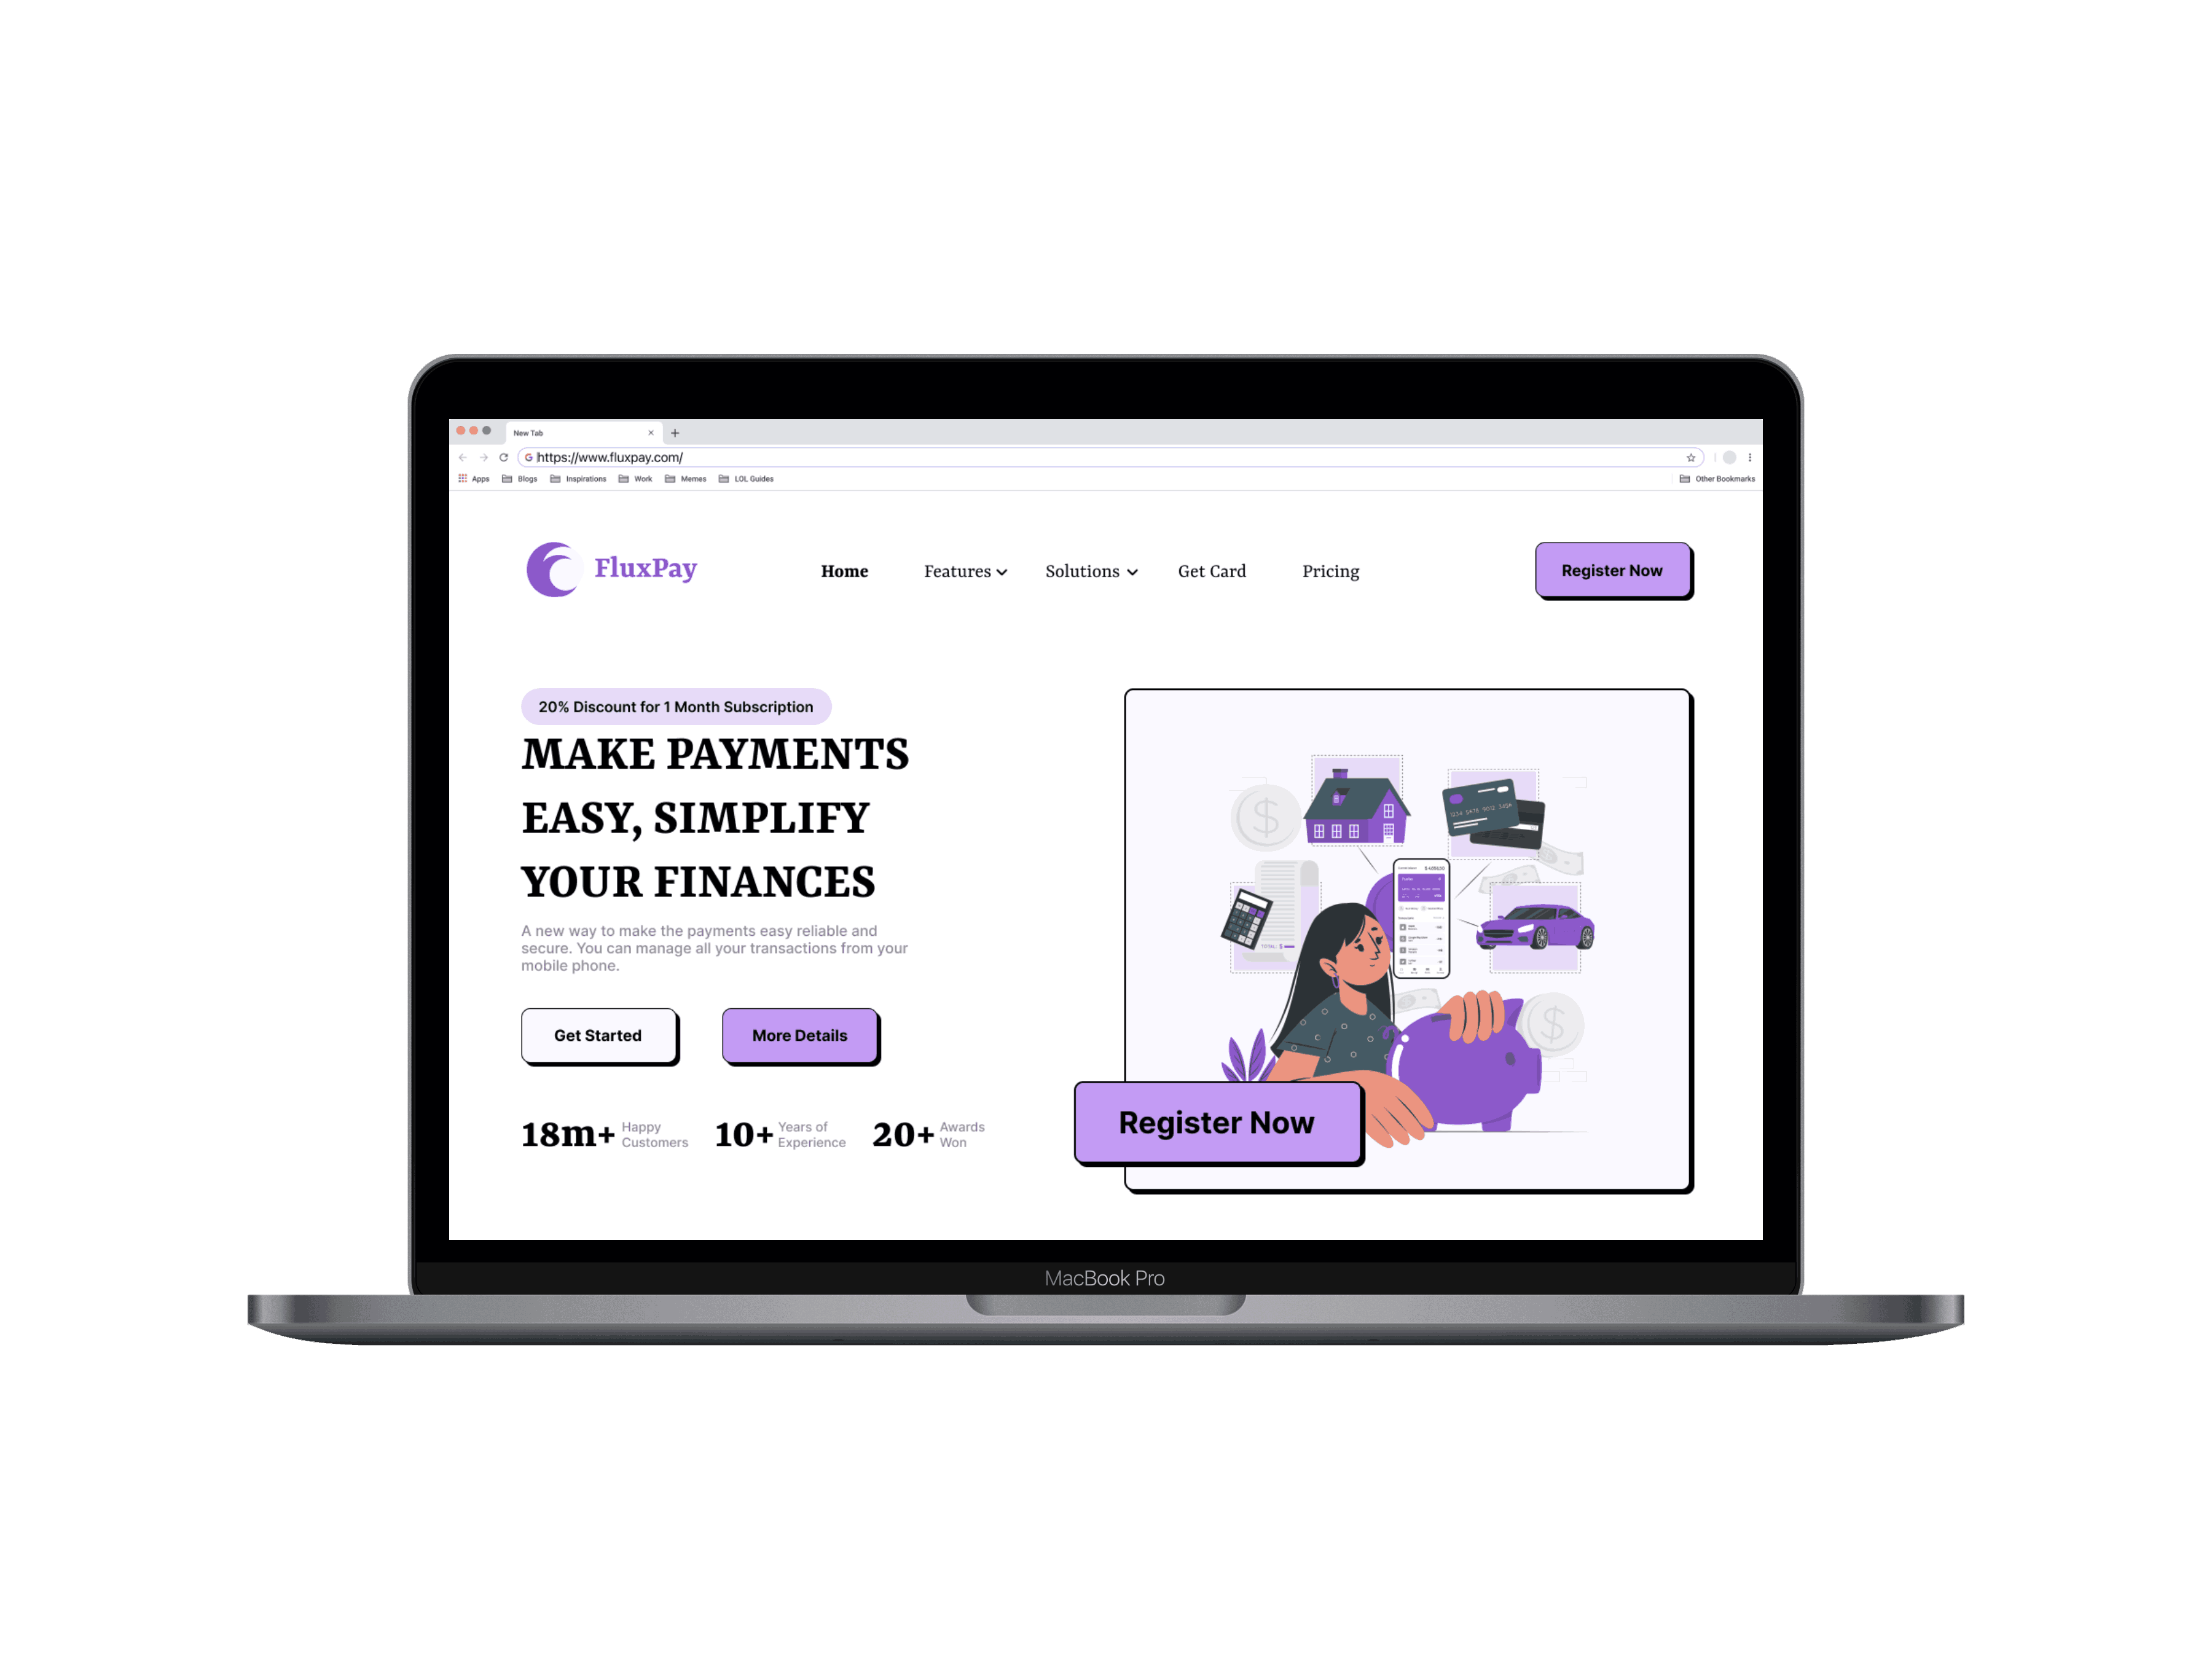 New Tab
https://www.fluxpay.com/
Apps Blogs Inspirations Work Memes LOL Guides Other Bookmarks
FluxPay
Home Features Solutions Get Card Pricing
Register Now
20% Discount for 1 Month Subscription
MAKE PAYMENTS
EASY, SIMPLIFY
YOUR FINANCES
A new way to make the payments easy reliable and
secure. You can manage all your transactions from your
mobile phone.
Get Started
More Details
18m+ Happy
Customers
10+ Years of
Experience
20+ Awards
Won
TOTAL: $
Register Now
MacBook Pro